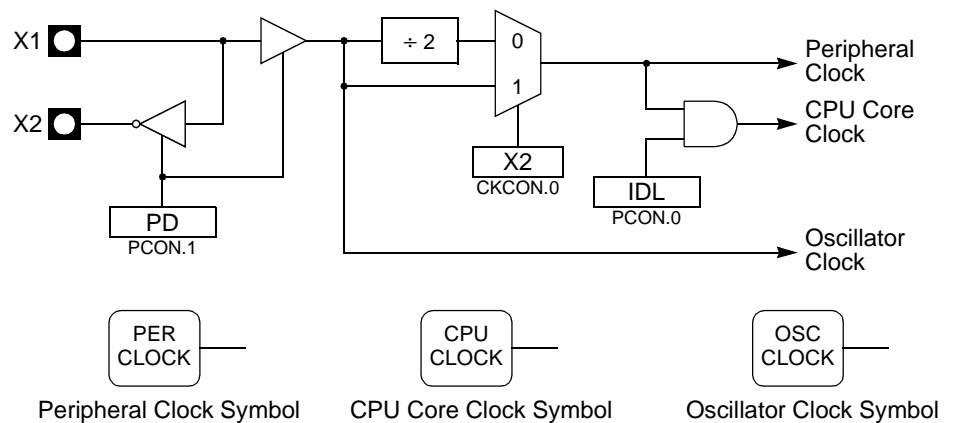 X1
÷ 2
0
Peripheral
Clock
1
X2
CPU Core
Clock
X2
CKCON.0
IDL
PCON.0
PD
PCON.1
Oscillator
Clock
PER
CLOCK
CPU
CLOCK
OSC
CLOCK
Peripheral Clock Symbol
CPU Core Clock Symbol
Oscillator Clock Symbol